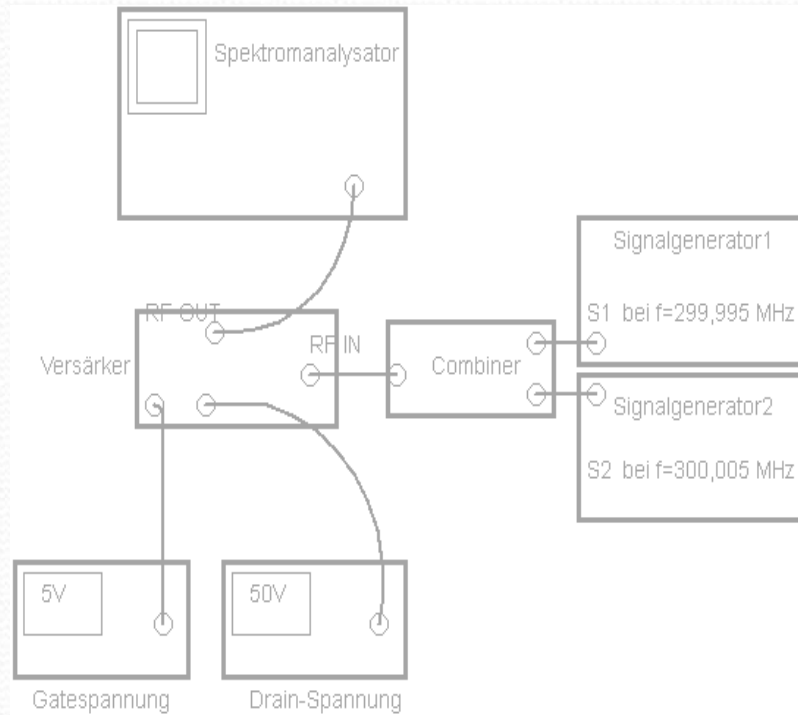 Spektromanalysator
Signalgenerator1
S1 bei f=299,995 MHz
RF OUT
RF IN
Versärker
Combiner
Signalgenerator2
S2 bei f=300,005 MHz
5V
50V
Gatespannung
Drain-Spannung